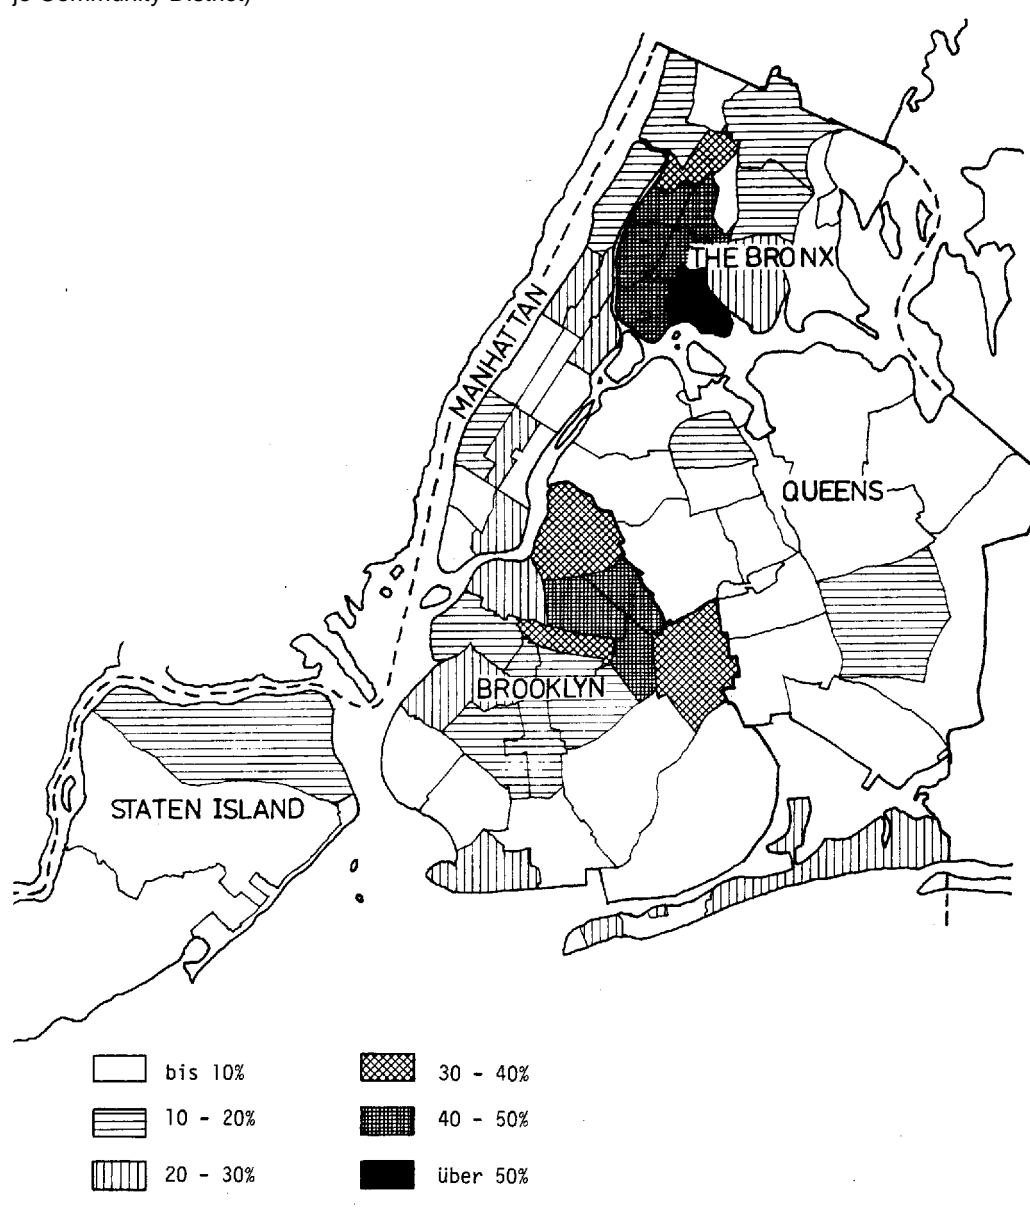 je Community District)
THE BRONX
MANHATTAN
QUEENS
BROOKLYN
STATEN ISLAND
bis 10%
30 - 40%
10 - 20%
40 - 50%
20 - 30%
über 50%